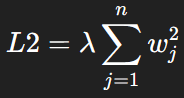 L2 = λ ∑_{j=1}^{n} w_j^2